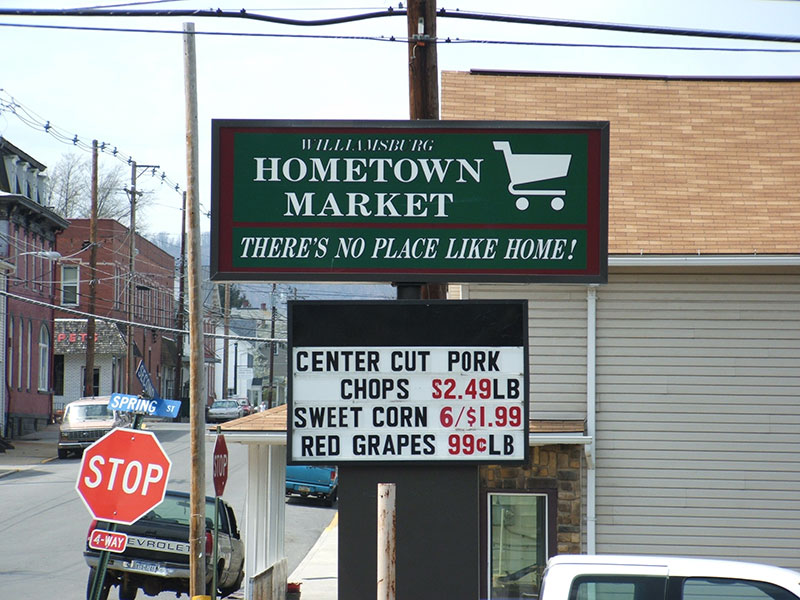 WILLIAMSBURG
HOMETOWN
MARKET
THERE'S NO PLACE LIKE HOME!
CENTER CUT PORK
CHOPS $2.49LB
SWEET CORN 6/$1.99
RED GRAPES 99¢LB
SPRING ST
STOP
4-WAY
STOP
CHEVROLET